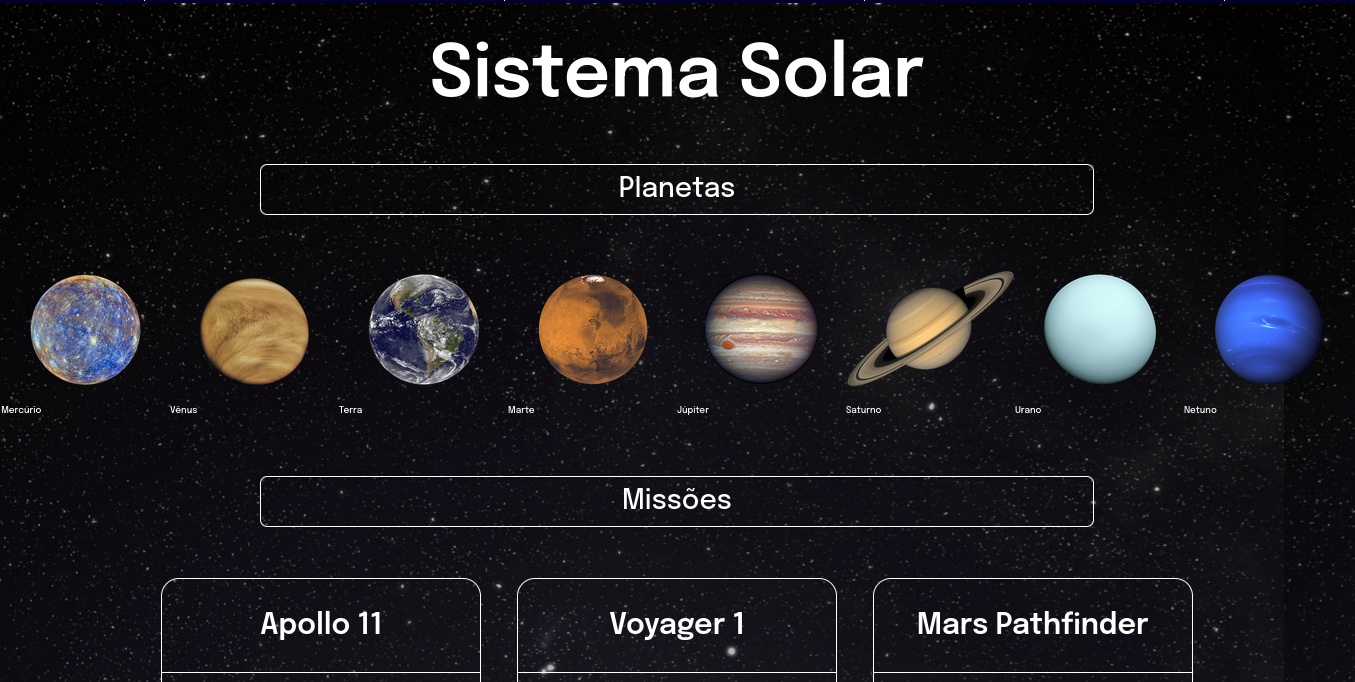 Sistema Solar
Planetas
Mercúrio Vênus Terra Marte Júpiter Saturno Urano Netuno
Missões
Apollo 11 Voyager 1 Mars Pathfinder